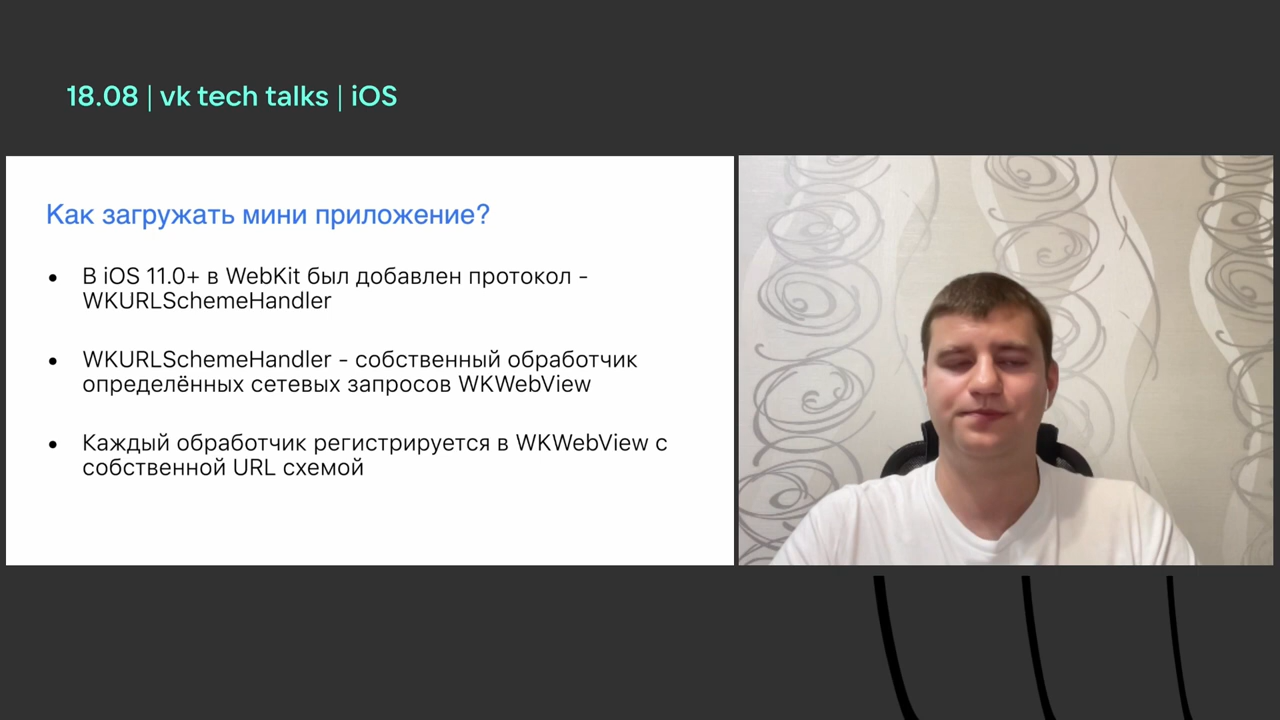 18.08 | vk tech talks | iOS
Как загружать мини приложение?
• В iOS 11.0+ в WebKit был добавлен протокол -
WKURLSchemeHandler
• WKURLSchemeHandler - собственный обработчик
определённых сетевых запросов WKWebView
• Каждый обработчик регистрируется в WKWebView с
собственной URL схемой